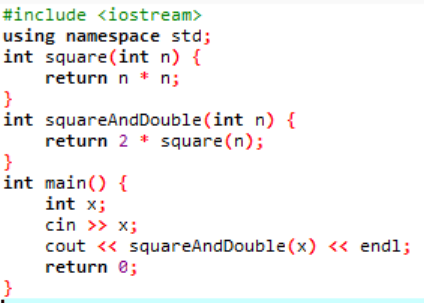 #include <iostream>
using namespace std;
int square(int n) {
    return n * n;
}
int squareAndDouble(int n) {
    return 2 * square(n);
}
int main() {
    int x;
    cin >> x;
    cout << squareAndDouble(x) << endl;
    return 0;
}